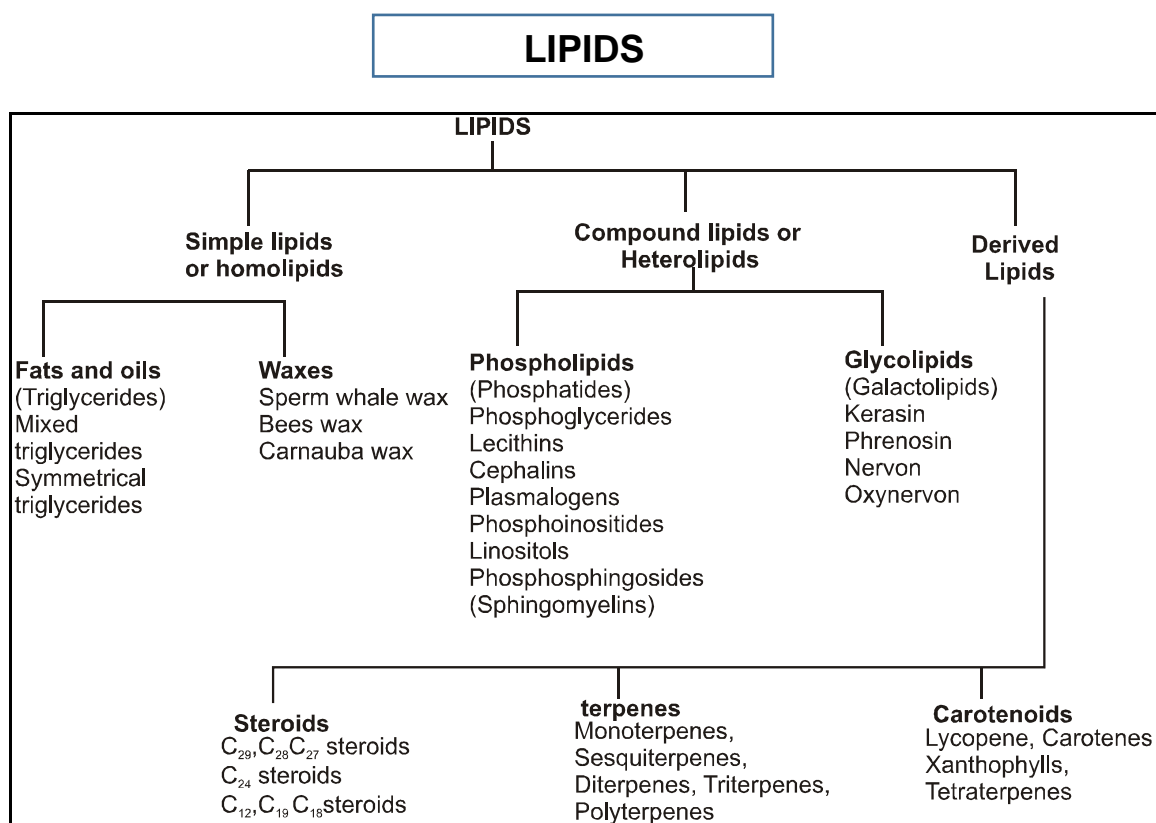 LIPIDS
LIPIDS
Simple lipids
or homolipids
Compound lipids or
Heterolipids
Derived
Lipids
Fats and oils
(Triglycerides)
Mixed
triglycerides
Symmetrical
triglycerides
Waxes
Sperm whale wax
Bees wax
Carnauba wax
Phospholipids
(Phosphatides)
Phosphoglycerides
Lecithins
Cephalins
Plasmalogens
Phosphoinositides
Linositols
Phosphosphingosides
(Sphingomyelins)
Glycolipids
(Galactolipids)
Kerasin
Phrenosin
Nervon
Oxynervon
Steroids
C₂₉,C₂₈C₂₇ steroids
C₂₄ steroids
C₁₂,C₁₉ C₁₈steroids
terpenes
Monoterpenes,
Sesquiterpenes,
Diterpenes, Triterpenes,
Polyterpenes
Carotenoids
Lycopene, Carotenes
Xanthophylls,
Tetraterpenes